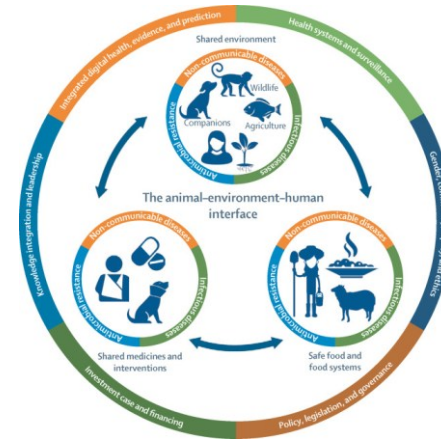 Integrated digital health, evidence, and prediction
Health systems and surveillance
Shared environment
Non-communicable diseases
Wildlife
Companions
Agriculture
Antimicrobial resistance
Infectious diseases
Knowledge integration and leadership
Gender,
and ethics
The animal–environment–human
interface
Non-communicable diseases
Antimicrobial resistance
Infectious diseases
Shared medicines and
interventions
Non-communicable diseases
Antimicrobial resistance
Infectious diseases
Safe food and
food systems
Investment case and financing
Policy, legislation, and governance